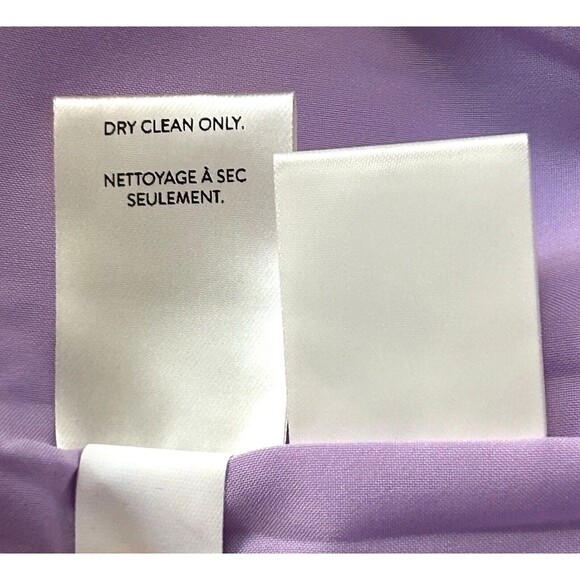 DRY CLEAN ONLY.
NETTOYAGE À SEC
SEULEMENT.